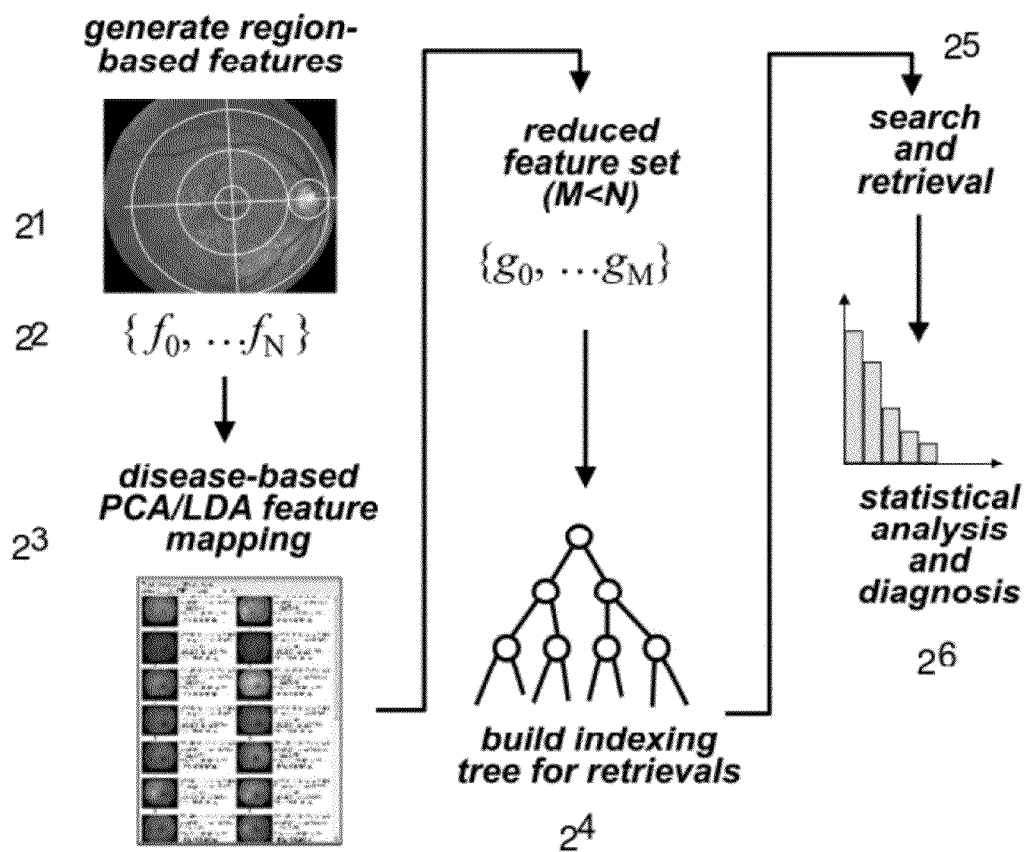 generate region-
based features
21
22
{f0, ...fN}
disease-based
PCA/LDA feature
mapping
23
reduced
feature set
(M<N)
{g0, ...gM}
build indexing
tree for retrievals
24
25
search
and
retrieval
statistical
analysis
and
diagnosis
26